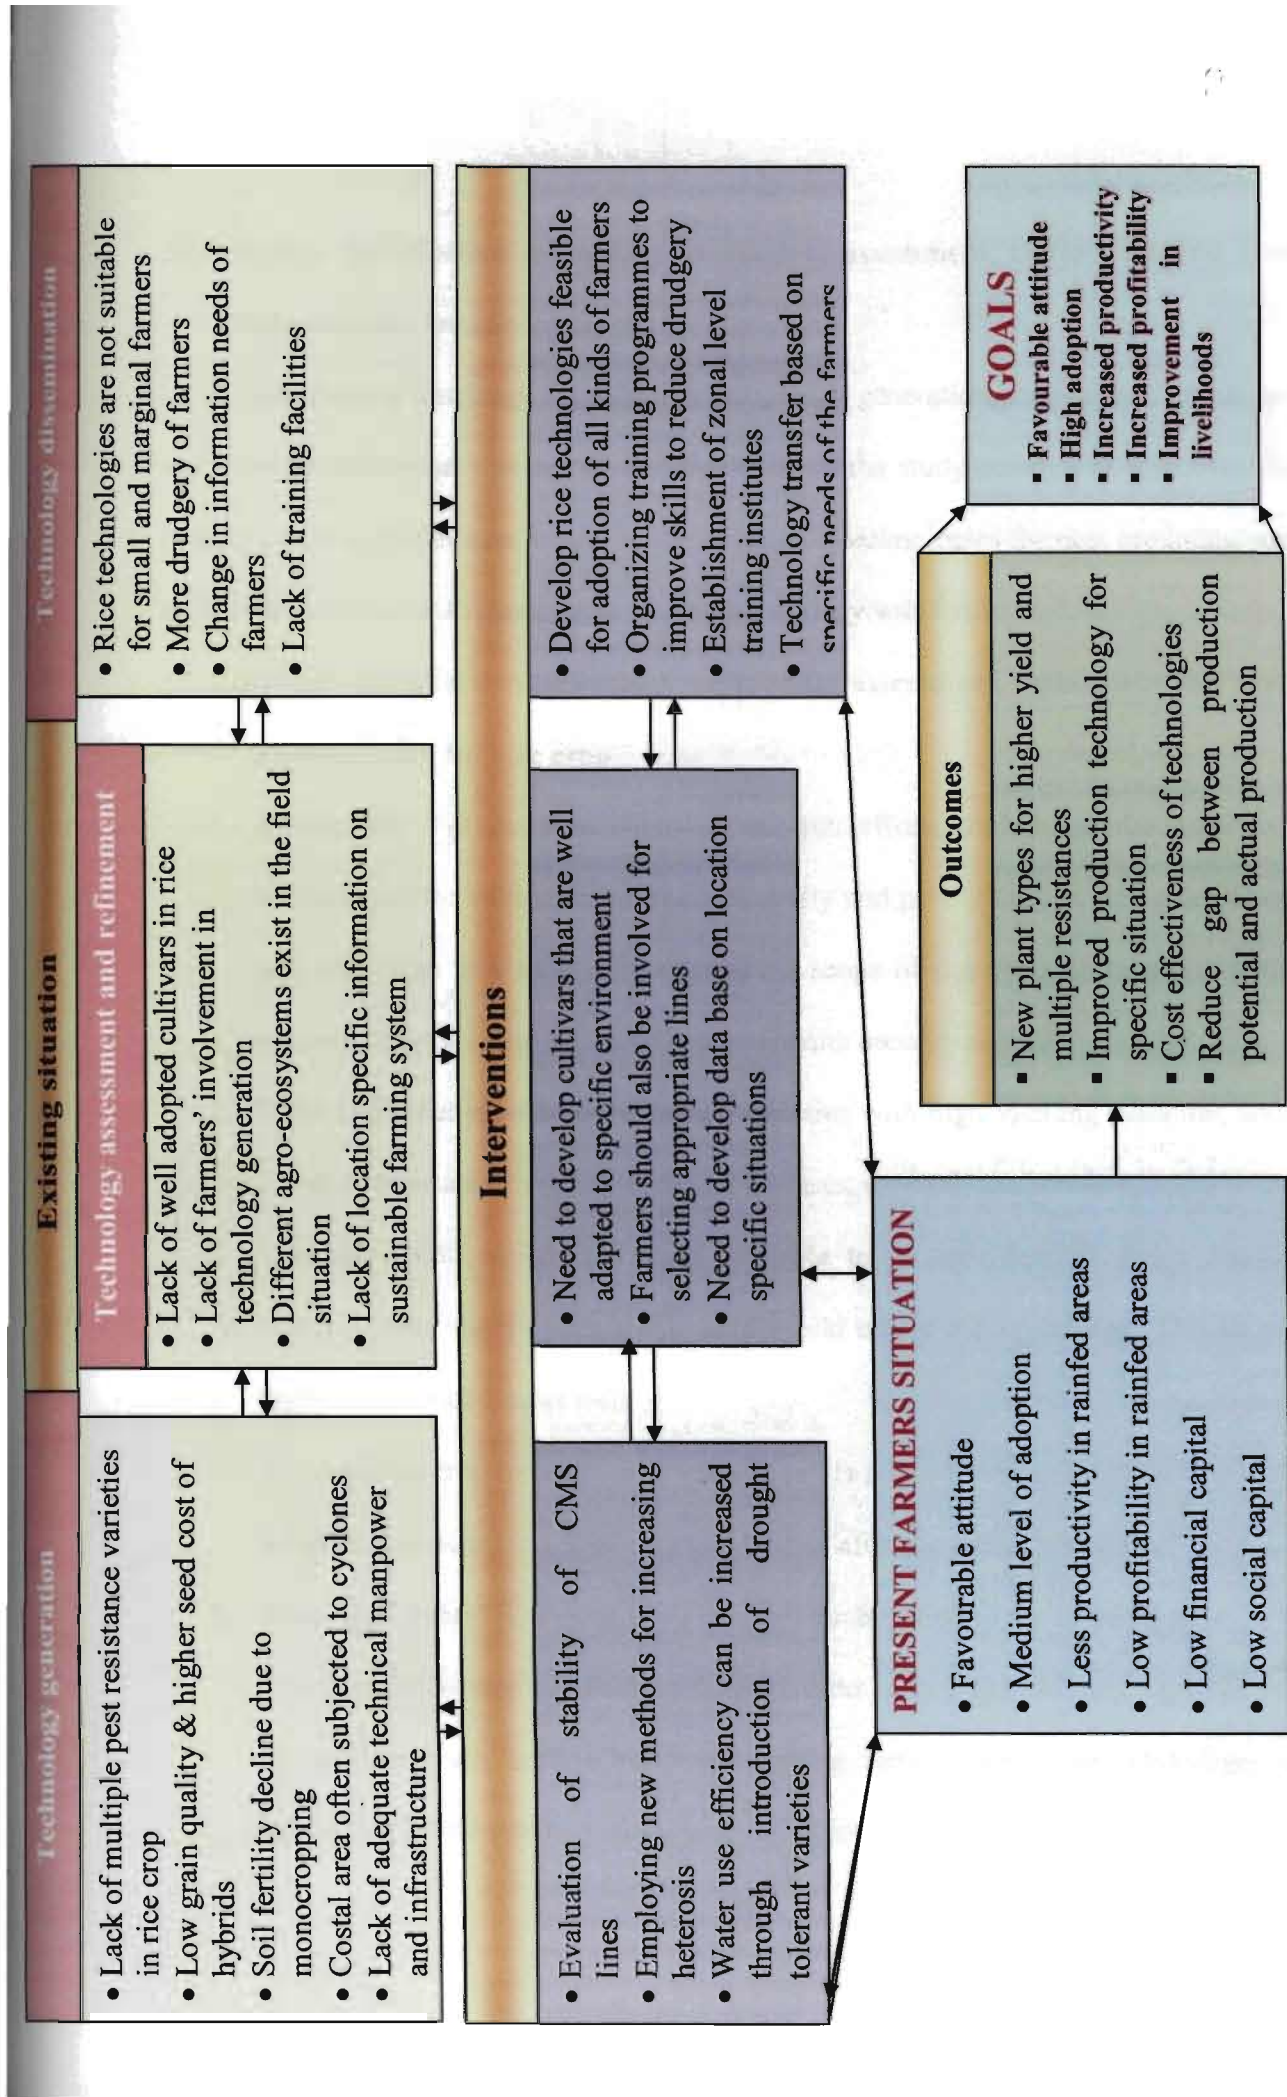 Existing situation
Technology generation
• Lack of multiple pest resistance varieties
in rice crop
• Low grain quality & higher seed cost of
hybrids
• Soil fertility decline due to
monocropping
• Costal area often subjected to cyclones
• Lack of adequate technical manpower
and infrastructure
Technology assessment and refinement
• Lack of well adopted cultivars in rice
• Lack of farmers' involvement in
technology generation
• Different agro-ecosystems exist in the field
situation
• Lack of location specific information on
sustainable farming system
Technology dissemination
• Rice technologies are not suitable
for small and marginal farmers
• More drudgery of farmers
• Change in information needs of
farmers
• Lack of training facilities
Interventions
• Evaluation of stability of CMS
lines
• Employing new methods for increasing
heterosis
• Water use efficiency can be increased
through introduction of drought
tolerant varieties
• Need to develop cultivars that are well
adapted to specific environment
• Farmers should also be involved for
selecting appropriate lines
• Need to develop data base on location
specific situations
• Develop rice technologies feasible
for adoption of all kinds of farmers
• Organizing training programmes to
improve skills to reduce drudgery
• Establishment of zonal level
training institutes
• Technology transfer based on
specific needs of the farmers
PRESENT FARMERS SITUATION
• Favourable attitude
• Medium level of adoption
• Less productivity in rainfed areas
• Low profitability in rainfed areas
• Low financial capital
• Low social capital
Outcomes
▪ New plant types for higher yield and
multiple resistances
▪ Improved production technology for
specific situation
▪ Cost effectiveness of technologies
▪ Reduce gap between production
potential and actual production
GOALS
▪ Favourable attitude
▪ High adoption
▪ Increased productivity
▪ Increased profitability
▪ Improvement in
livelihoods